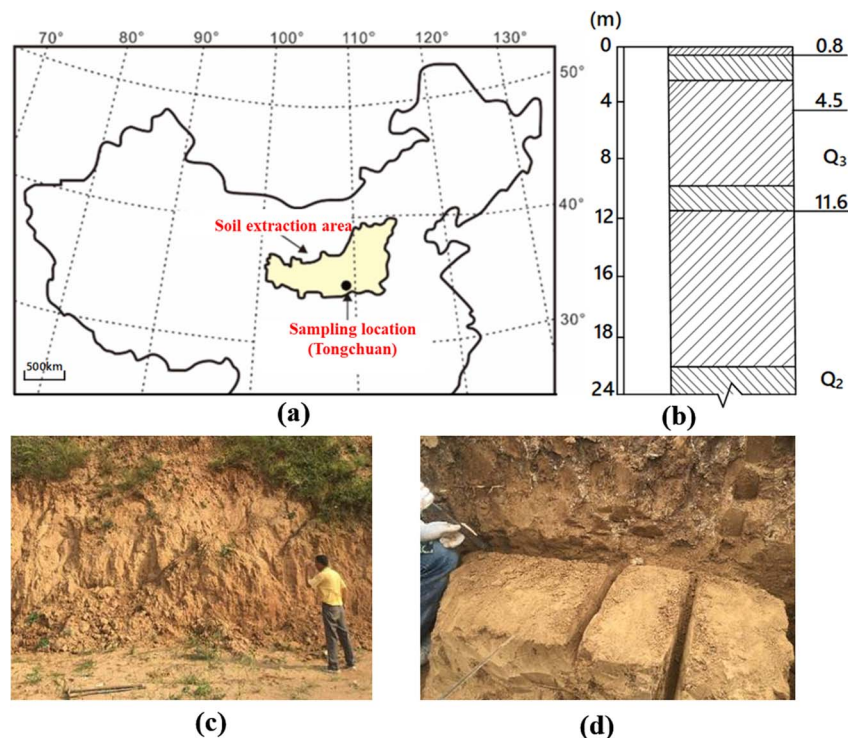 70° 80° 90° 100° 110° 120° 130°
50°
40°
30°
Soil extraction area
Sampling location
(Tongchuan)
500km
(a)
(m)
0
4
8
12
16
18
24
0.8
4.5
Q3
11.6
Q2
(b)
(c)
(d)